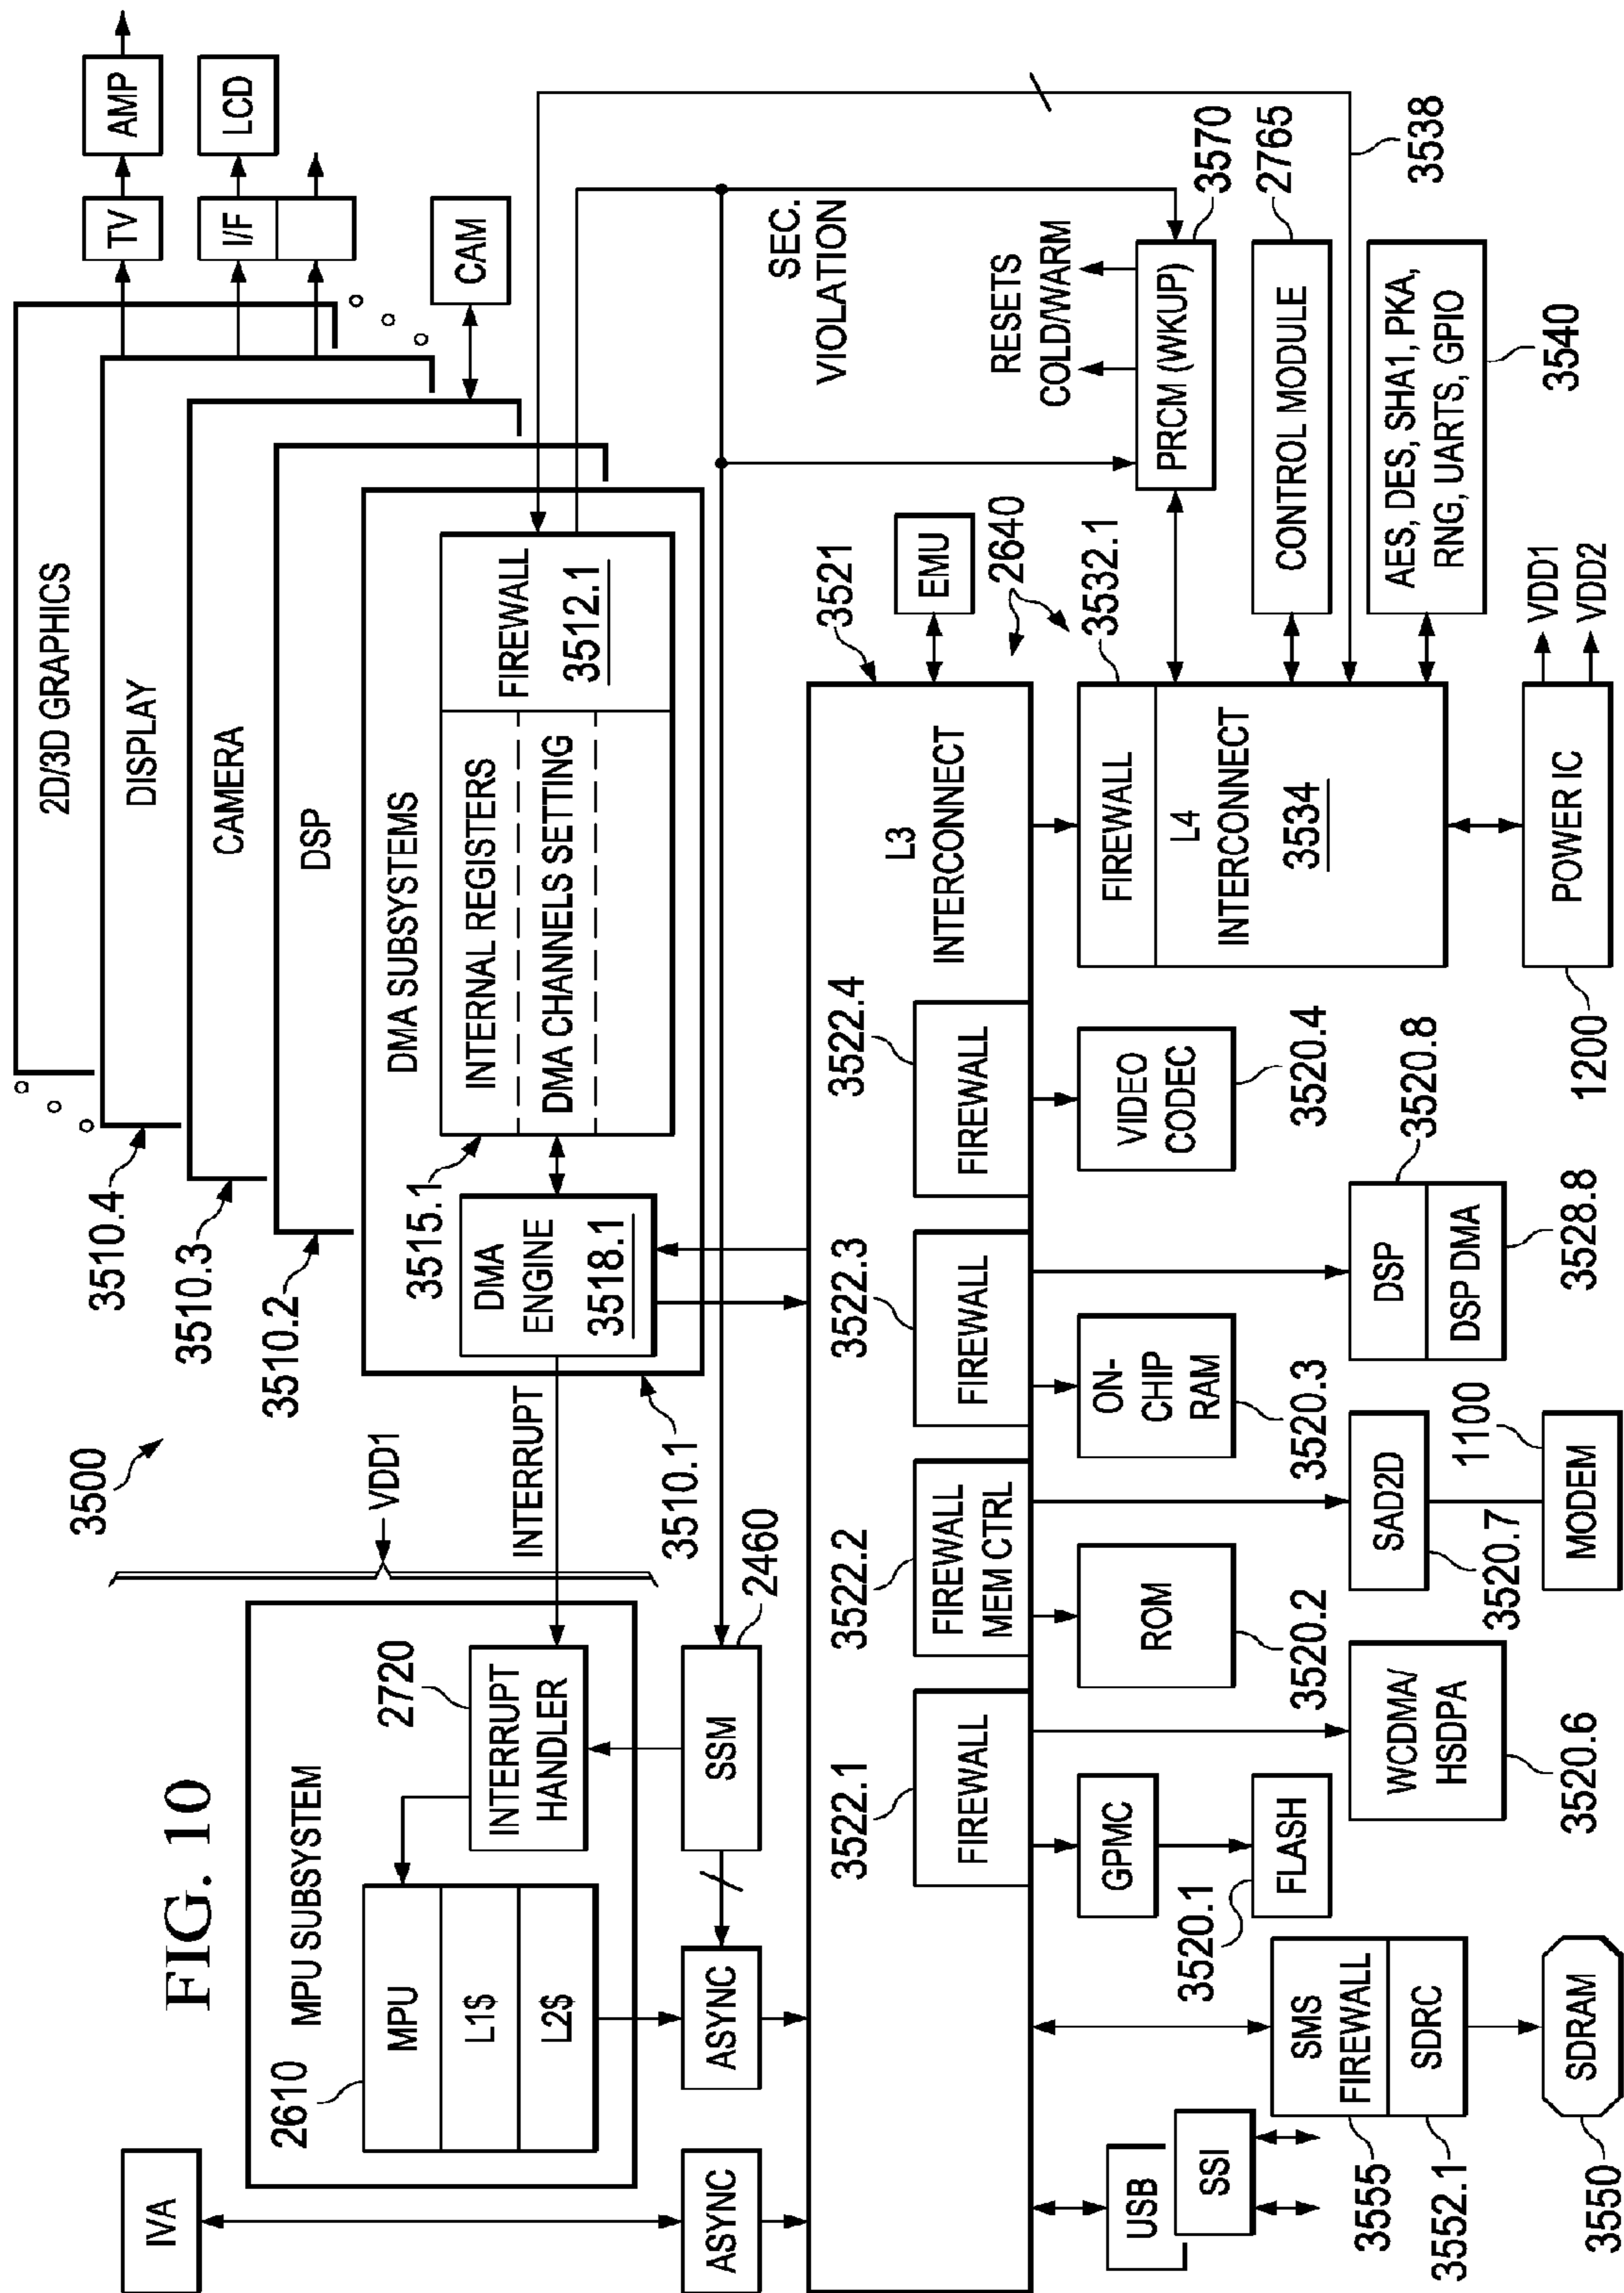 FIG. 10
3500
IVA
MPU SUBSYSTEM
2610
MPU
L1$
L2$
INTERRUPT
HANDLER
2720
VDD1
INTERRUPT
ASYNC
ASYNC
SSM
2460
3510.4
3510.3
3510.2
3510.1
2D/3D GRAPHICS
DISPLAY
CAMERA
DSP
DMA SUBSYSTEMS
DMA
ENGINE
3518.1
3515.1
INTERNAL REGISTERS
DMA CHANNELS SETTING
FIREWALL
3512.1
TV
AMP
I/F
LCD
CAM
SEC.
VIOLATION
RESETS
COLD/WARM
L3
INTERCONNECT
3521
EMU
2640
3522.1
FIREWALL
3522.2
FIREWALL
MEM CTRL
3522.3
FIREWALL
3522.4
FIREWALL
USB
SSI
SMS
FIREWALL
SDRC
3555
3552.1
SDRAM
3550
GPMC
FLASH
3520.1
WCDMA/
HSDPA
3520.6
ROM
3520.2
SAD2D
3520.7
MODEM
1100
ON-
CHIP
RAM
3520.3
DSP
DSP DMA
3520.8
3528.8
VIDEO
CODEC
3520.4
3532.1
FIREWALL
L4
INTERCONNECT
3534
POWER IC
1200
VDD1
VDD2
PRCM (WKUP)
3570
CONTROL MODULE
2765
3538
AES, DES, SHA1, PKA,
RNG, UARTS, GPIO
3540